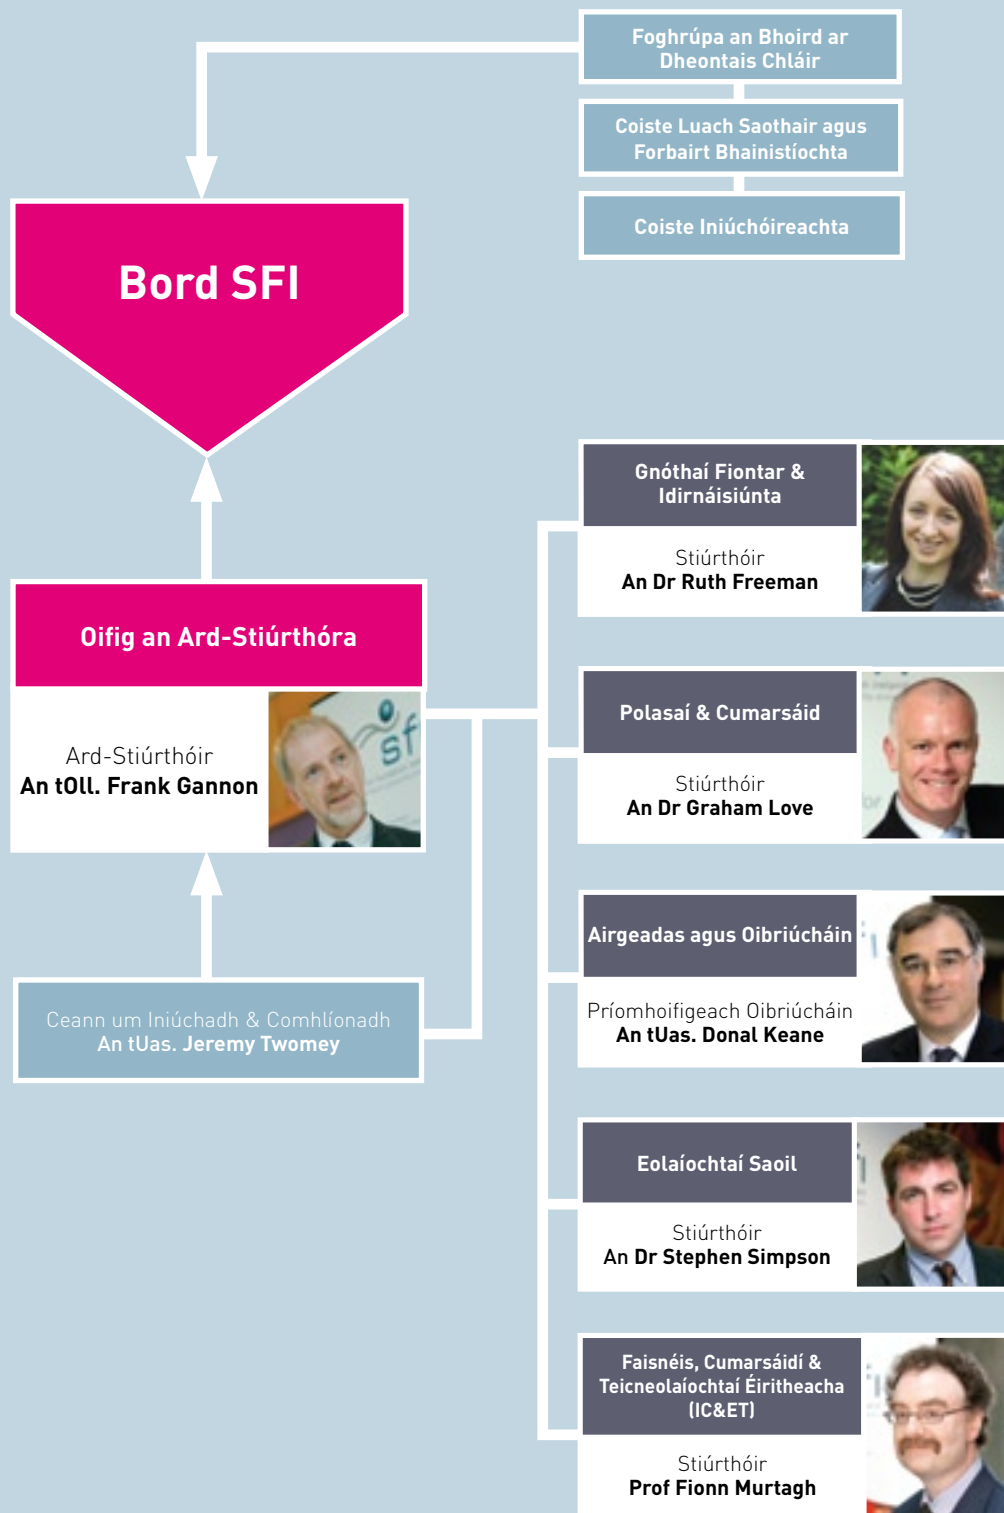 Foghrúpa an Bhoird ar
Dheontais Chláir
Coiste Luach Saothair agus
Forbairt Bhainistíochta
Coiste Iniúchóireachta
Bord SFI
Oifig an Ard-Stiúrthóra
Ard-Stiúrthóir
An tOll. Frank Gannon
sf
Ceann um Iniúchadh & Comhlíonadh
An tUas. Jeremy Twomey
Gnóthaí Fiontar &
Idirnáisiúnta
Stiúrthóir
An Dr Ruth Freeman
Polasaí & Cumarsáid
Stiúrthóir
An Dr Graham Love
Airgeadas agus Oibriúcháin
Príomhoifigeach Oibriúcháin
An tUas. Donal Keane
Eolaíochtaí Saoil
Stiúrthóir
An Dr Stephen Simpson
Faisnéis, Cumarsáidí &
Teicneolaíochtaí Éiritheacha
(IC&ET)
Stiúrthóir
Prof Fionn Murtagh